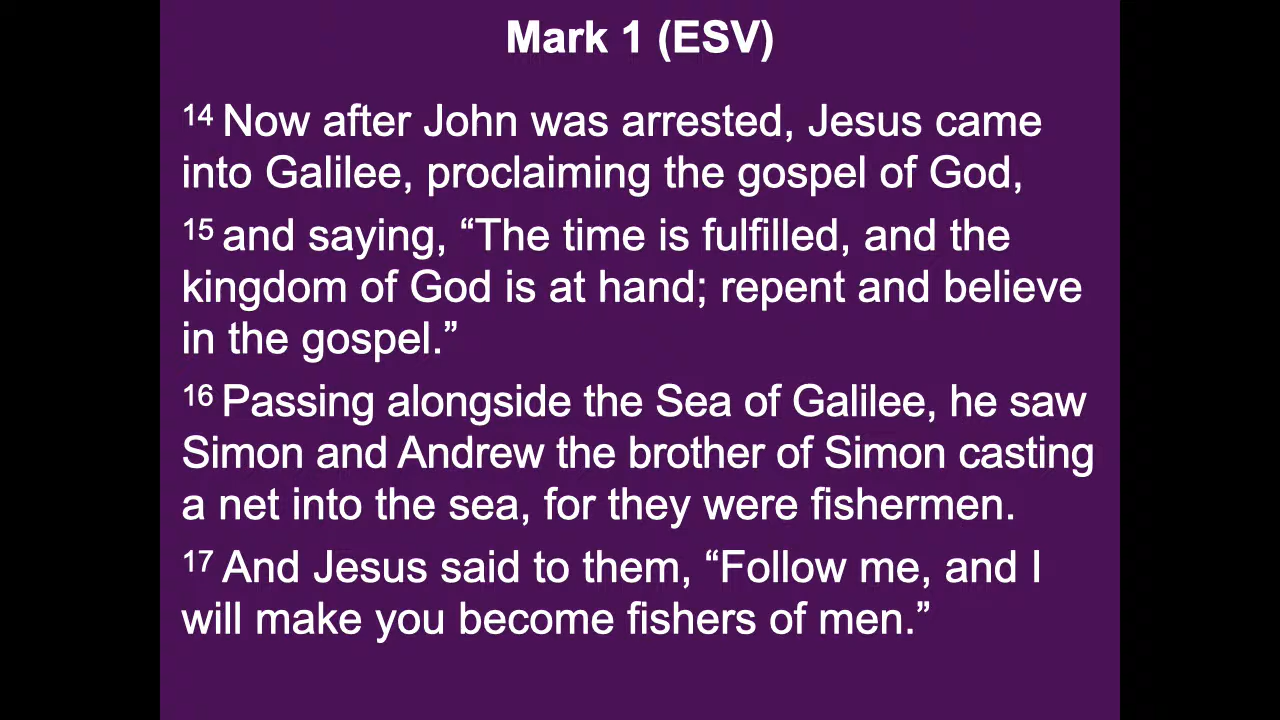 Mark 1 (ESV)
14 Now after John was arrested, Jesus came
into Galilee, proclaiming the gospel of God,
15 and saying, “The time is fulfilled, and the
kingdom of God is at hand; repent and believe
in the gospel.”
16 Passing alongside the Sea of Galilee, he saw
Simon and Andrew the brother of Simon casting
a net into the sea, for they were fishermen.
17 And Jesus said to them, “Follow me, and I
will make you become fishers of men.”